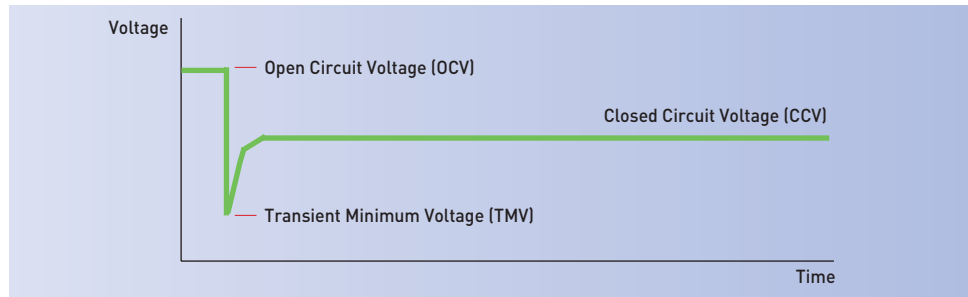 Voltage
Open Circuit Voltage (OCV)
Closed Circuit Voltage (CCV)
Transient Minimum Voltage (TMV)
Time